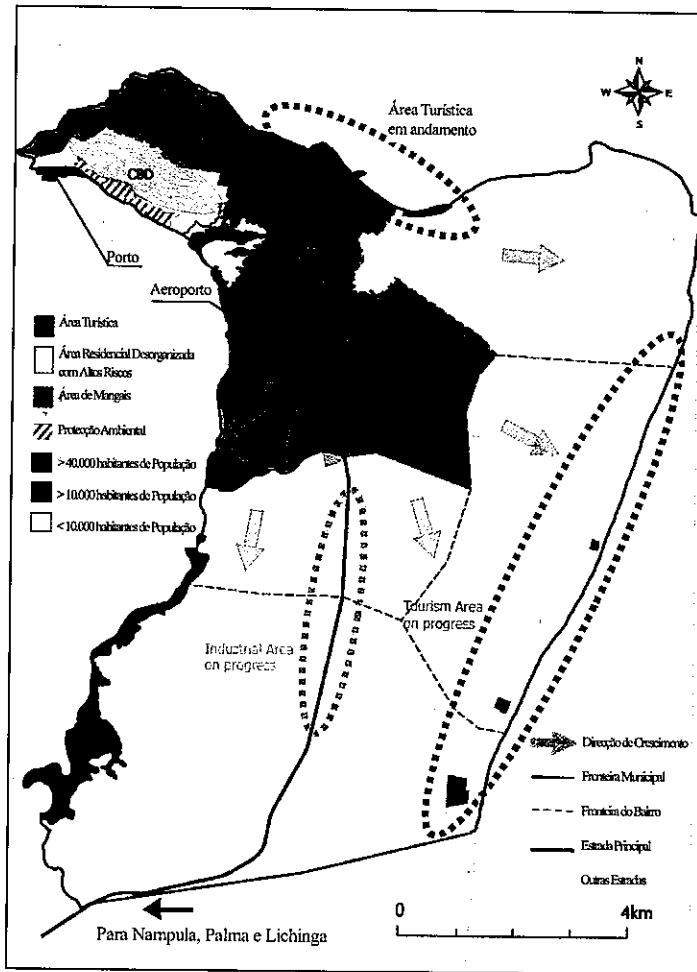 N
W E
S
Área Turística
em andamento
CBD
Porto
Aeroporto
Área Turística
Área Residencial Desorganizada
com Altos Riscos
Área de Mangais
Protecção Ambiental
> 40.000 habitantes de População
> 10.000 habitantes de População
< 10.000 habitantes de População
Tourism Area
on progress
Industrial Area
on progress
Direcção de Crescimento
Fronteira Municipal
Fronteira do Bairro
Estrada Principal
Outras Estradas
0 4km
Para Nampula, Palma e Lichinga